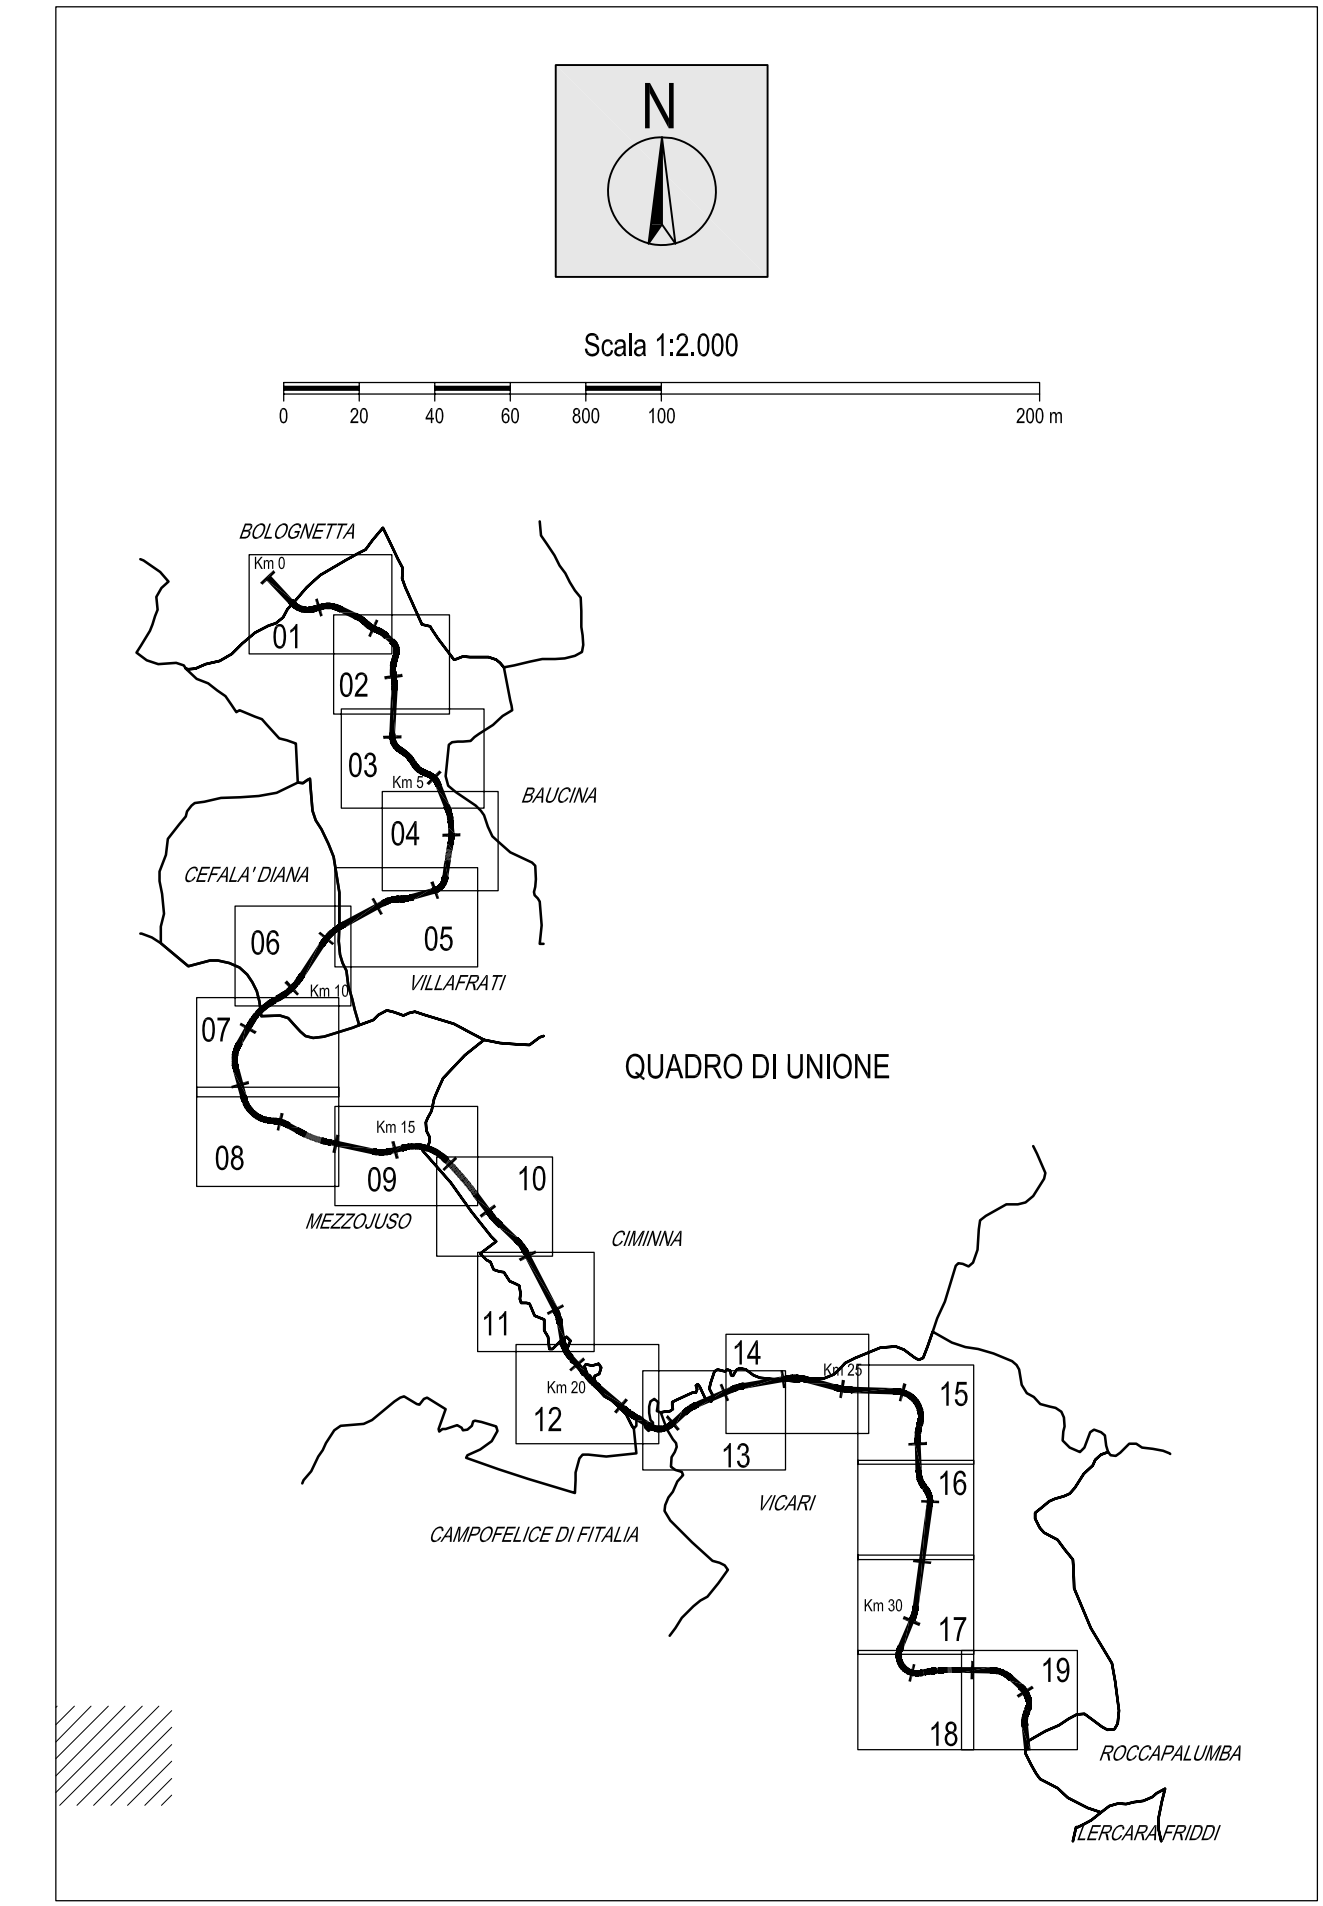 N
Scala 1:2.000
0 20 40 60 800 100 200 m
BOLOGNETTA
Km 0
01
02
03
Km 5
BAUCINA
04
CEFALA' DIANA
05
06
VILLAFRATI
Km 10
07
QUADRO DI UNIONE
Km 15
08
09
10
MEZZOJUSO
CIMINNA
11
14
Km 25
Km 20
15
12
13
16
VICARI
CAMPOFELICE DI FITALIA
Km 30
17
19
18
ROCCAPALUMBA
LERCARA FRIDDI